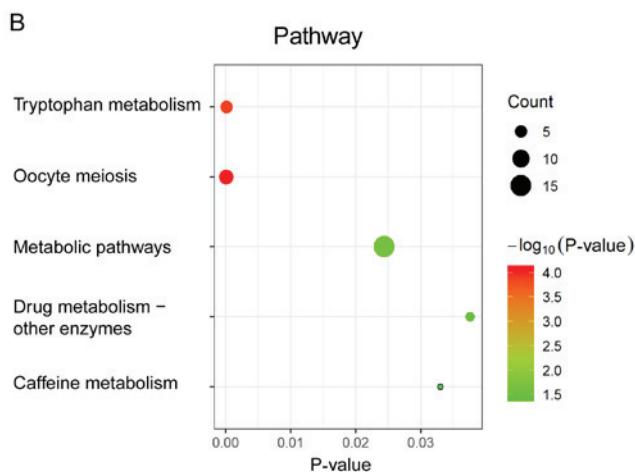 B
Pathway
Tryptophan metabolism
Oocyte meiosis
Metabolic pathways
Drug metabolism −
other enzymes
Caffeine metabolism
0.00 0.01 0.02 0.03
P-value
Count
5
10
15
−log₁₀(P-value)
4.0
3.5
3.0
2.5
2.0
1.5